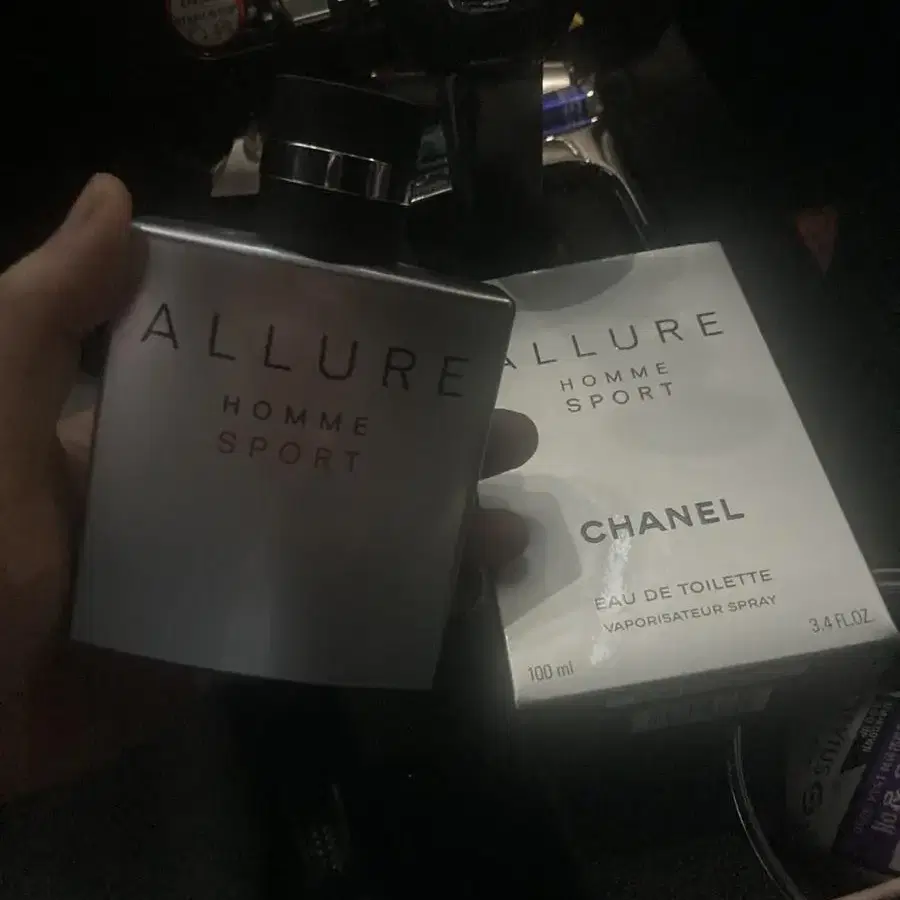 ALLURE
HOMME
SPORT
ALLURE
HOMME
SPORT
CHANEL
EAU DE TOILETTE
VAPORISATEUR SPRAY
100 ml
3.4 FL.OZ.